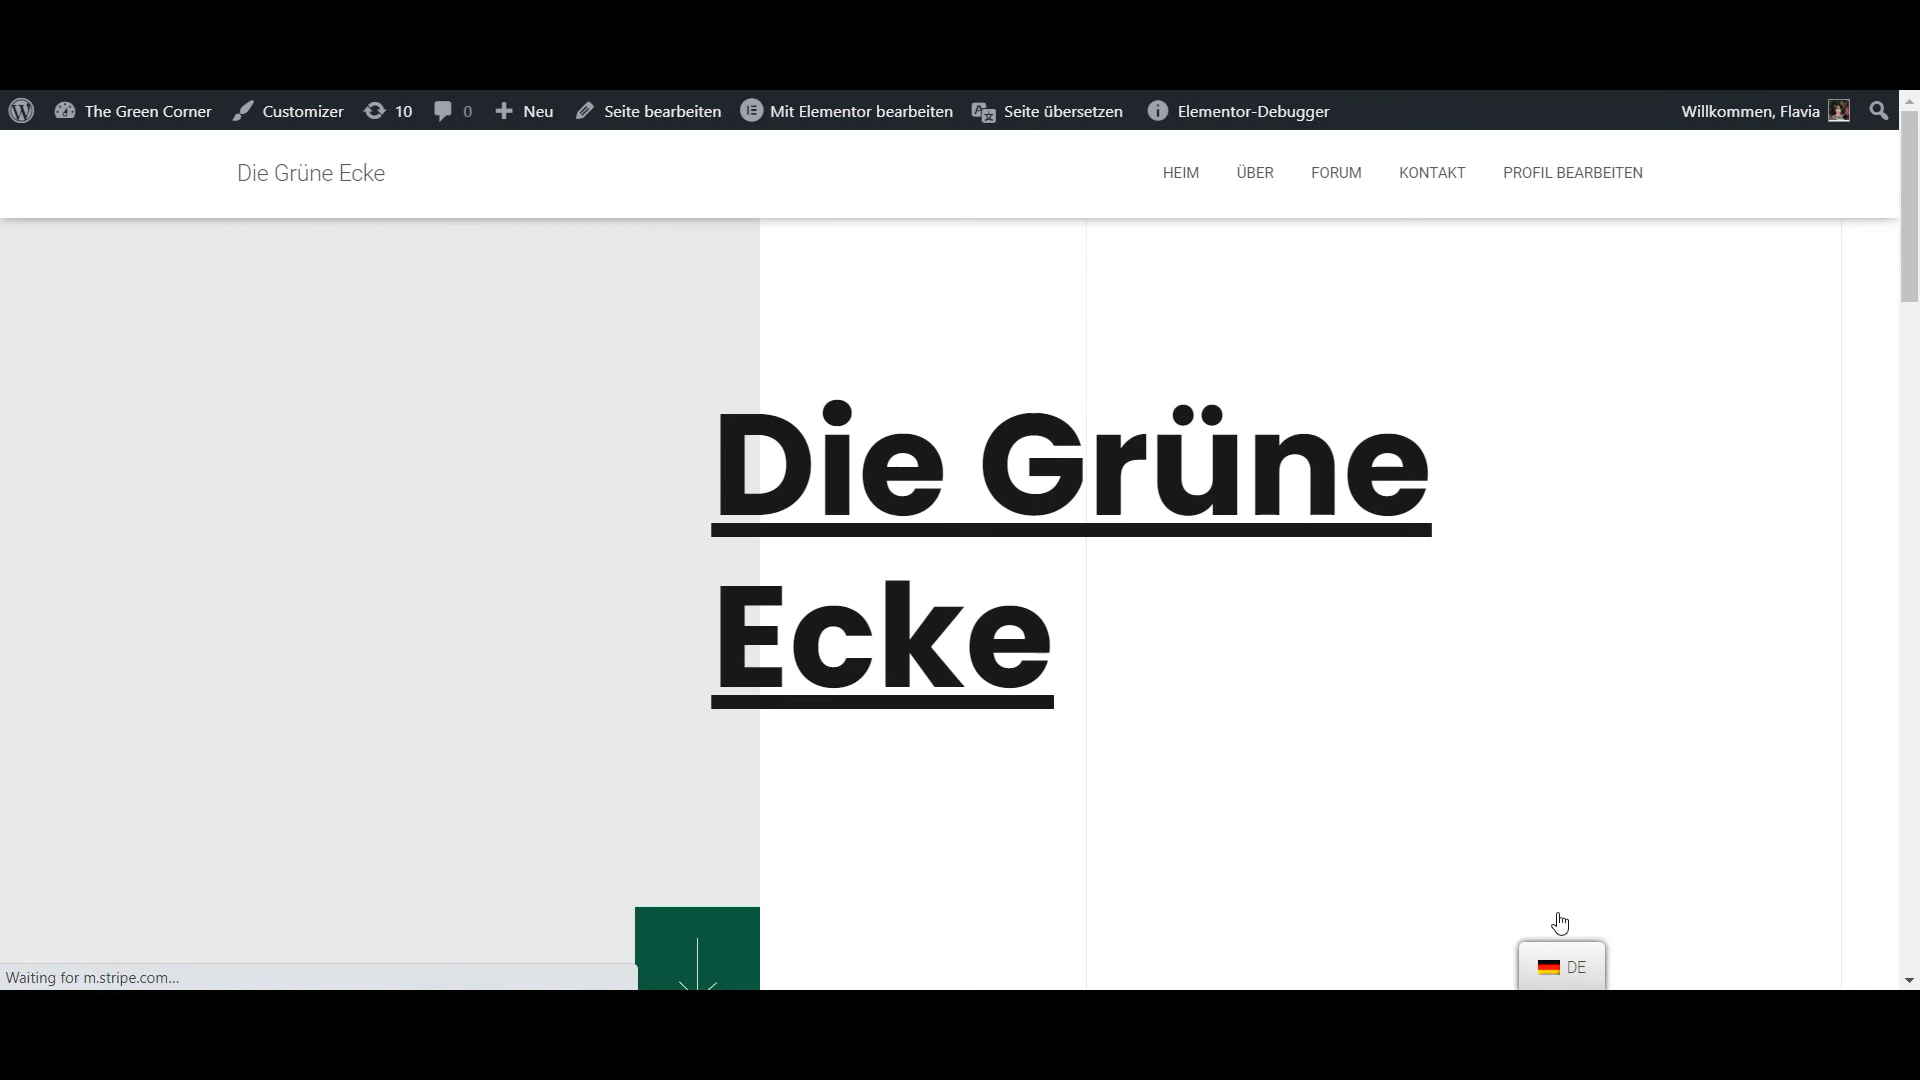 The Green Corner Customizer 10 0 Neu Seite bearbeiten Mit Elementor bearbeiten Seite übersetzen Elementor-Debugger Willkommen, Flavia
Die Grüne Ecke HEIM ÜBER FORUM KONTAKT PROFIL BEARBEITEN
Die Grüne
Ecke
DE
Waiting for m.stripe.com...